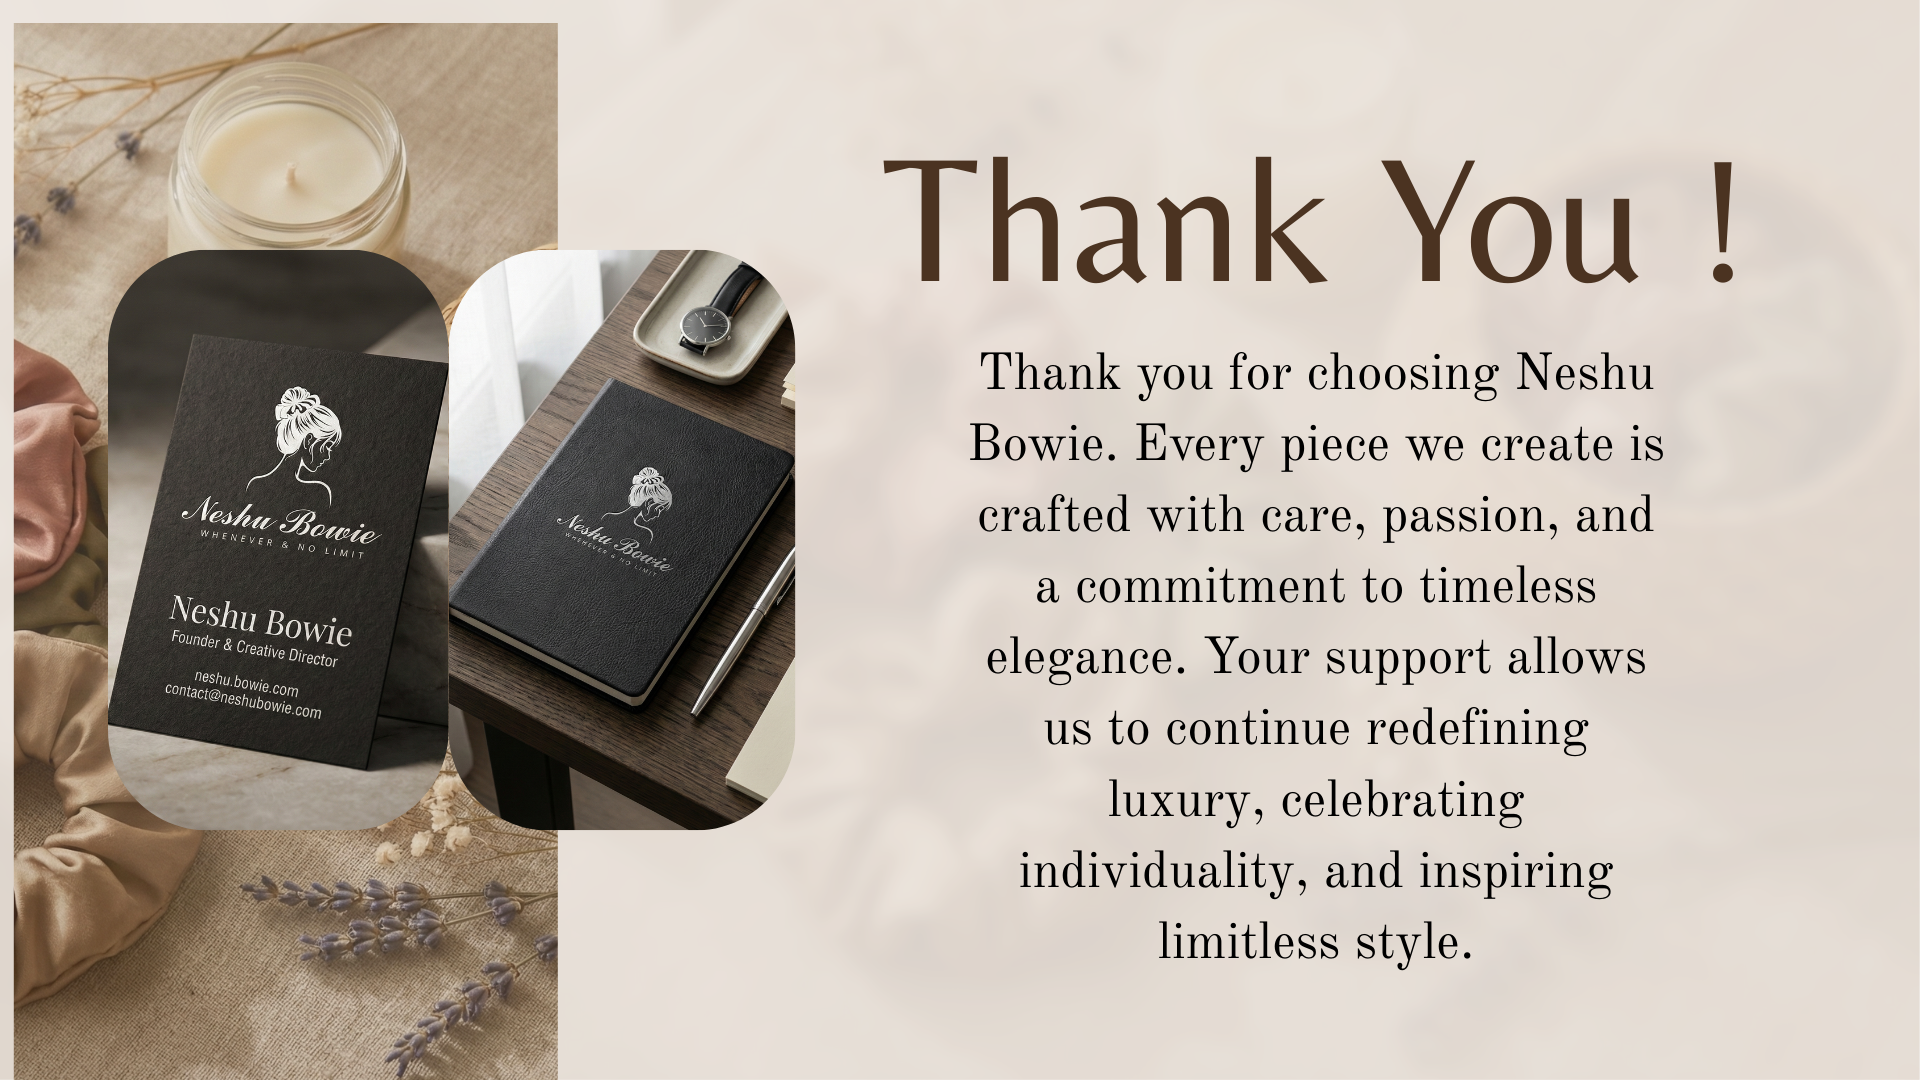 Thank You !
Thank you for choosing Neshu
Bowie. Every piece we create is
crafted with care, passion, and
a commitment to timeless
elegance. Your support allows
us to continue redefining
luxury, celebrating
individuality, and inspiring
limitless style.
Neshu Bowie
WHENEVER & NO LIMIT
Neshu Bowie
Founder & Creative Director
neshu.bowie.com
contact@neshubowie.com
Neshu Bowie
WHENEVER & NO LIMIT